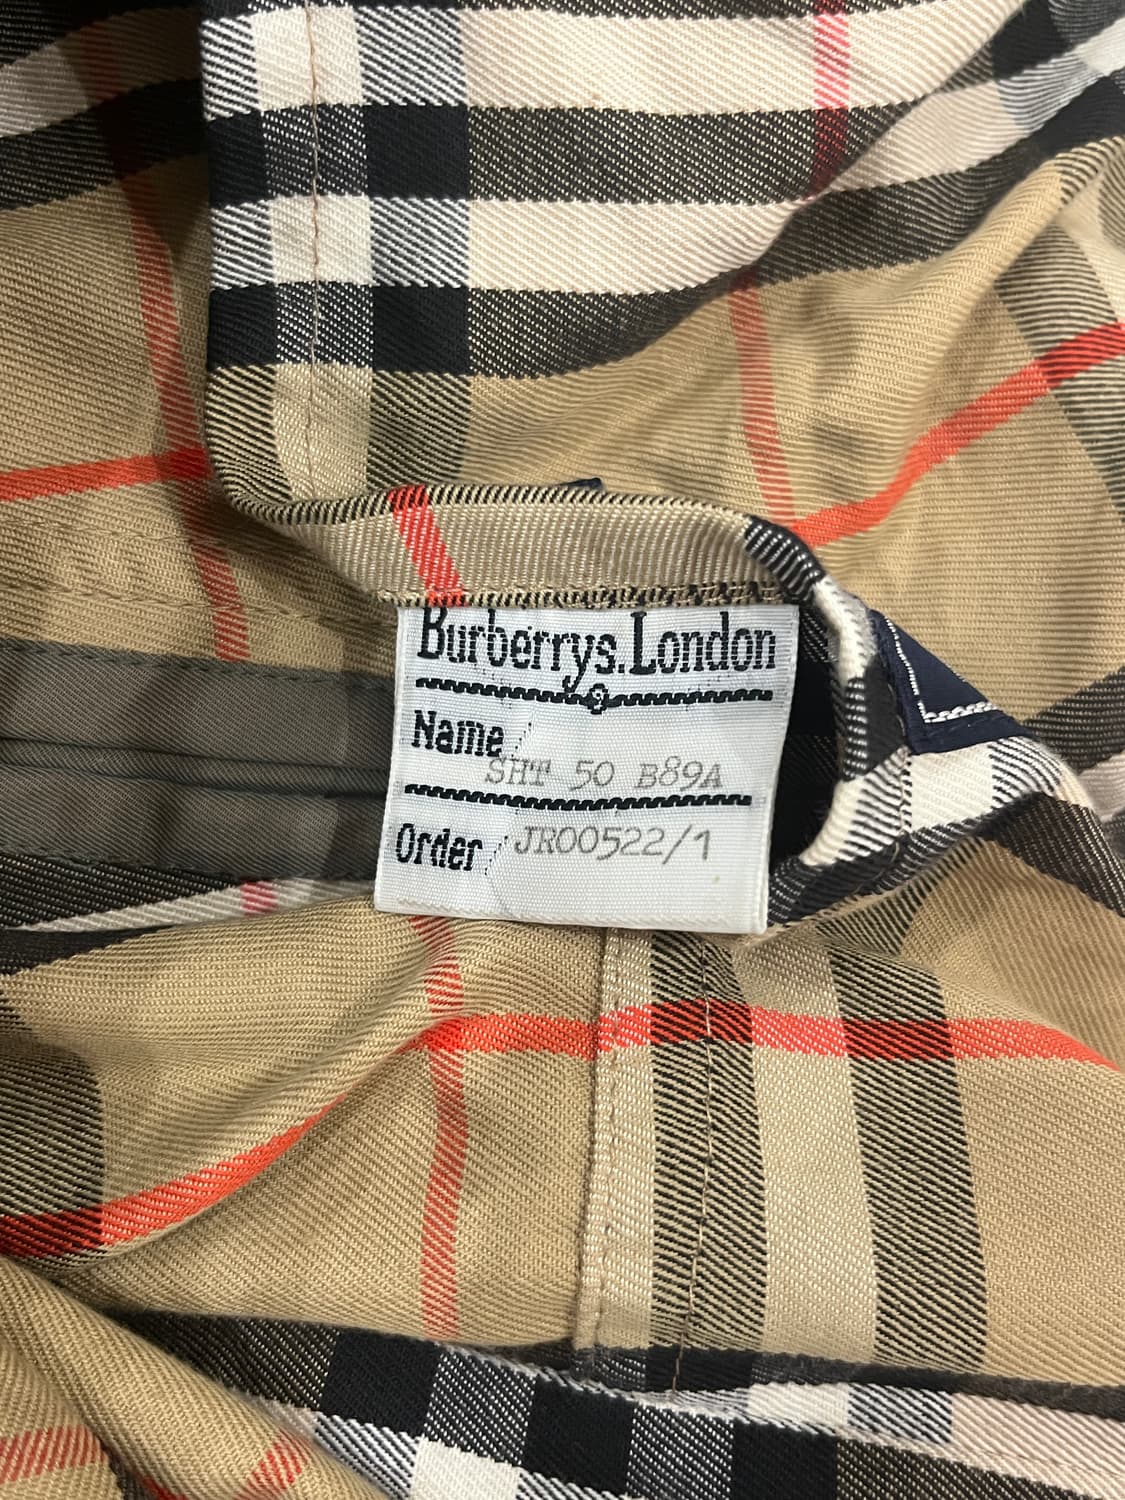 Burberrys.London
Name
SHT 50 B89A
Order JR00522/1